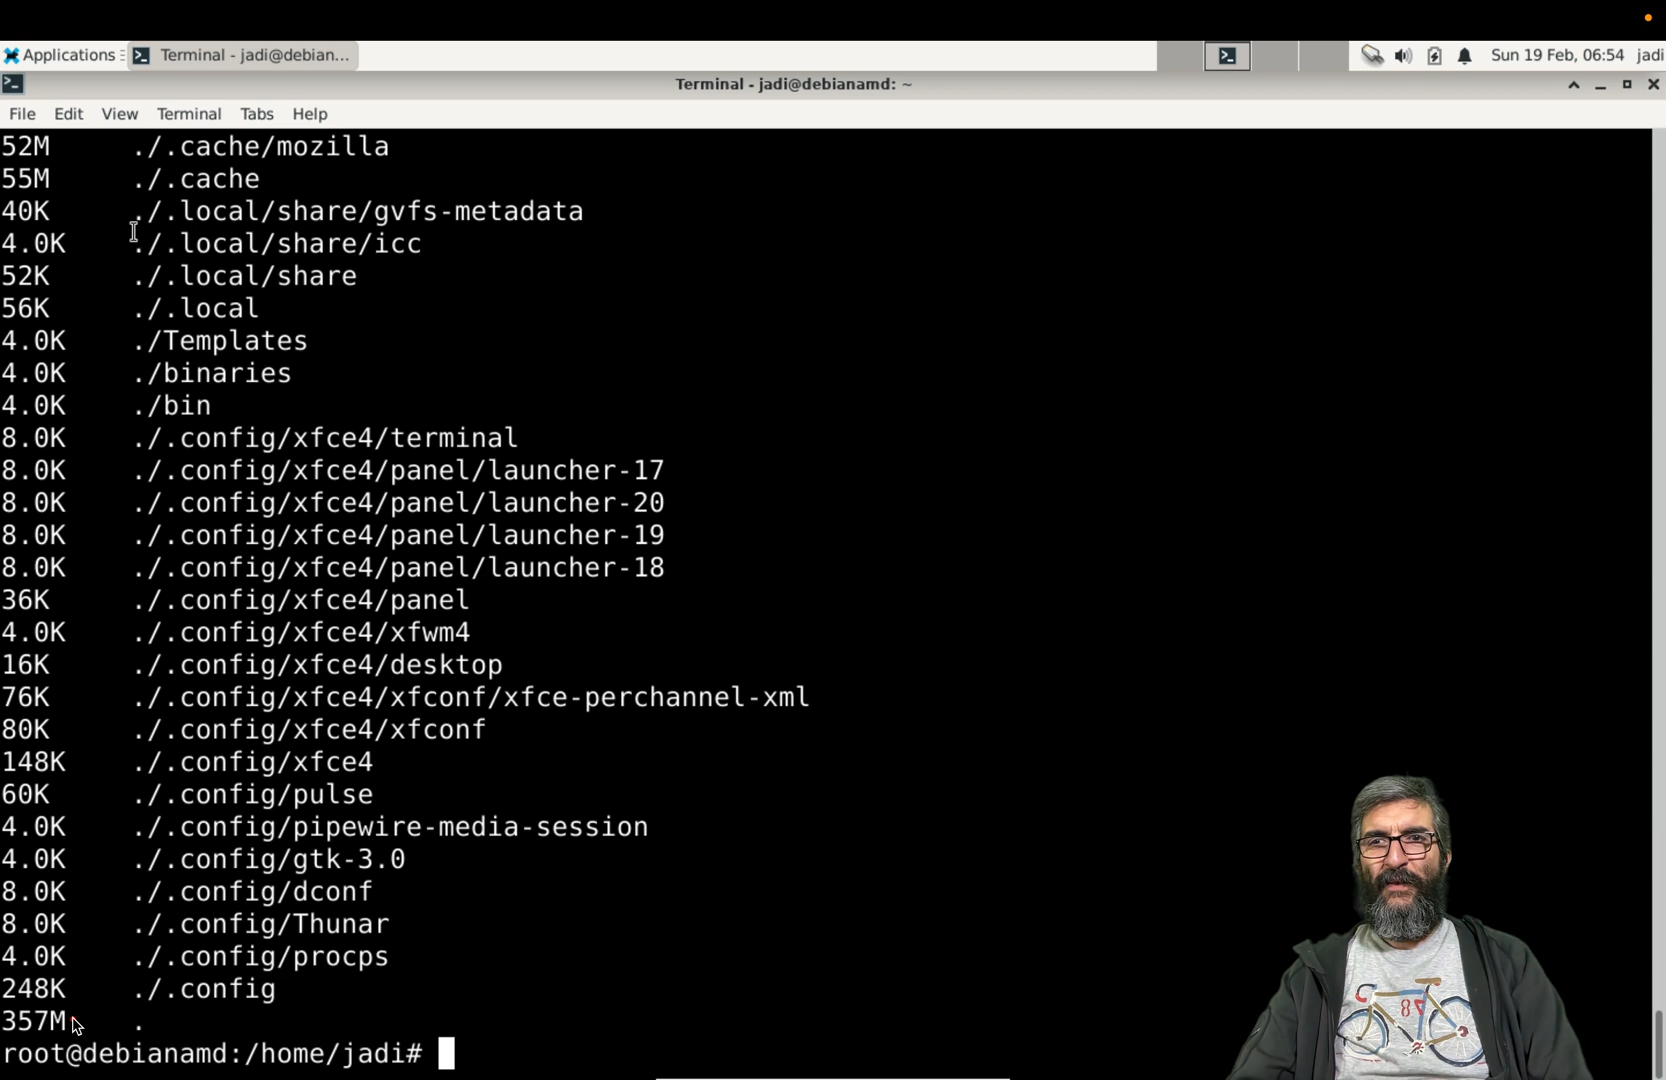 Applications
Terminal - jadi@debian...
Sun 19 Feb, 06:54
jadi
Terminal - jadi@debianamd: ~
File Edit View Terminal Tabs Help
52M ./.cache/mozilla
55M ./.cache
40K ./.local/share/gvfs-metadata
4.0K ./.local/share/icc
52K ./.local/share
56K ./.local
4.0K ./Templates
4.0K ./binaries
4.0K ./bin
8.0K ./.config/xfce4/terminal
8.0K ./.config/xfce4/panel/launcher-17
8.0K ./.config/xfce4/panel/launcher-20
8.0K ./.config/xfce4/panel/launcher-19
8.0K ./.config/xfce4/panel/launcher-18
36K ./.config/xfce4/panel
4.0K ./.config/xfce4/xfwm4
16K ./.config/xfce4/desktop
76K ./.config/xfce4/xfconf/xfce-perchannel-xml
80K ./.config/xfce4/xfconf
148K ./.config/xfce4
60K ./.config/pulse
4.0K ./.config/pipewire-media-session
4.0K ./.config/gtk-3.0
8.0K ./.config/dconf
8.0K ./.config/Thunar
4.0K ./.config/procps
248K ./.config
357M .
root@debianamd:/home/jadi#